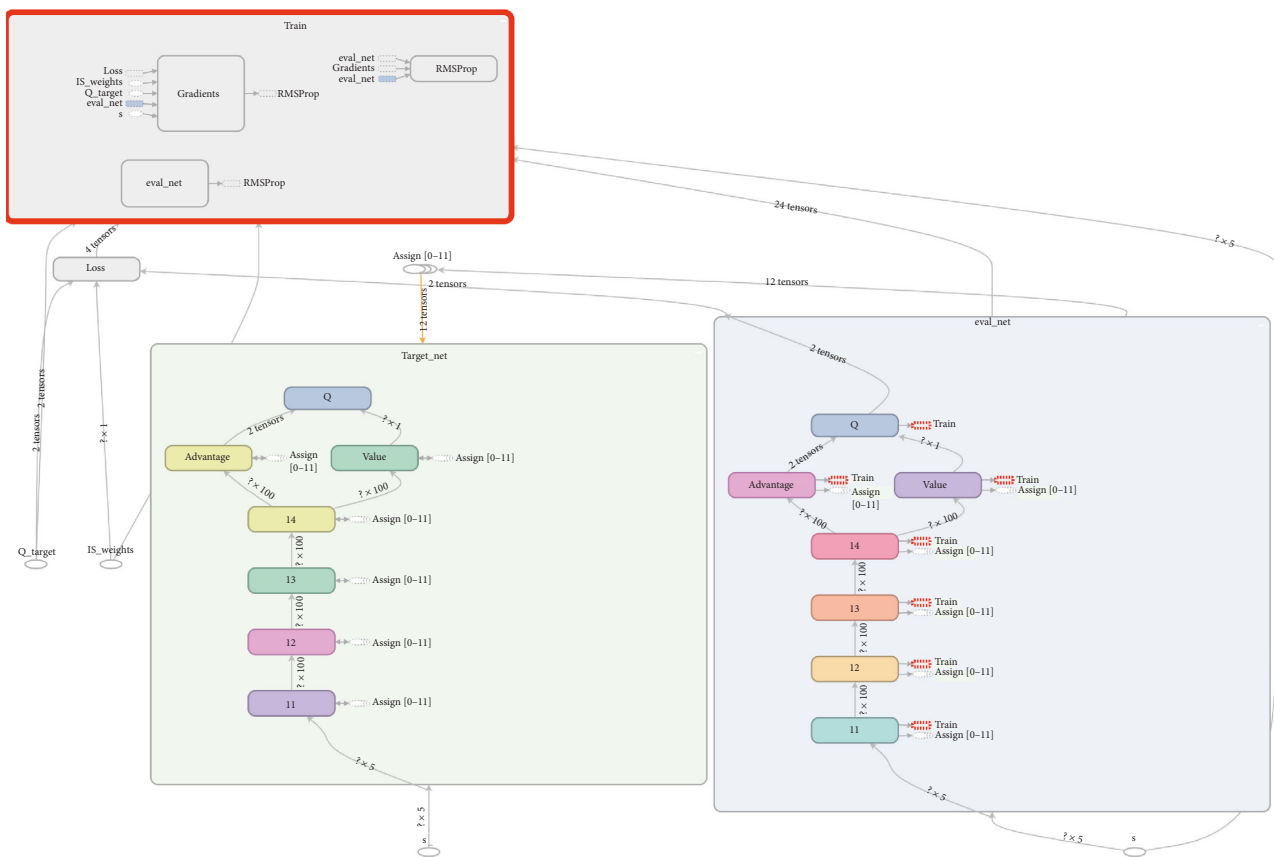 Train
Loss
IS_weights
Q_target
eval_net
s
Gradients
RMSProp
eval_net
Gradients
eval_net
RMSProp
eval_net
RMSProp
4 tensors
Loss
2 tensors
2 tensors
? × 1
Q_target
IS_weights
Assign [0–11]
12 tensors
2 tensors
12 tensors
24 tensors
? × 5
Target_net
Q
2 tensors
? × 1
Advantage
Assign
[0–11]
Value
Assign [0–11]
? × 100
? × 100
14
Assign [0–11]
? × 100
13
Assign [0–11]
? × 100
12
Assign [0–11]
? × 100
11
Assign [0–11]
? × 5
? × 5
s
eval_net
2 tensors
Q
Train
2 tensors
? × 1
Advantage
Train
Assign
[0–11]
Value
Train
Assign [0–11]
? × 100
? × 100
14
Train
Assign [0–11]
? × 100
13
Train
Assign [0–11]
? × 100
12
Train
Assign [0–11]
? × 100
11
Train
Assign [0–11]
? × 5
? × 5
s